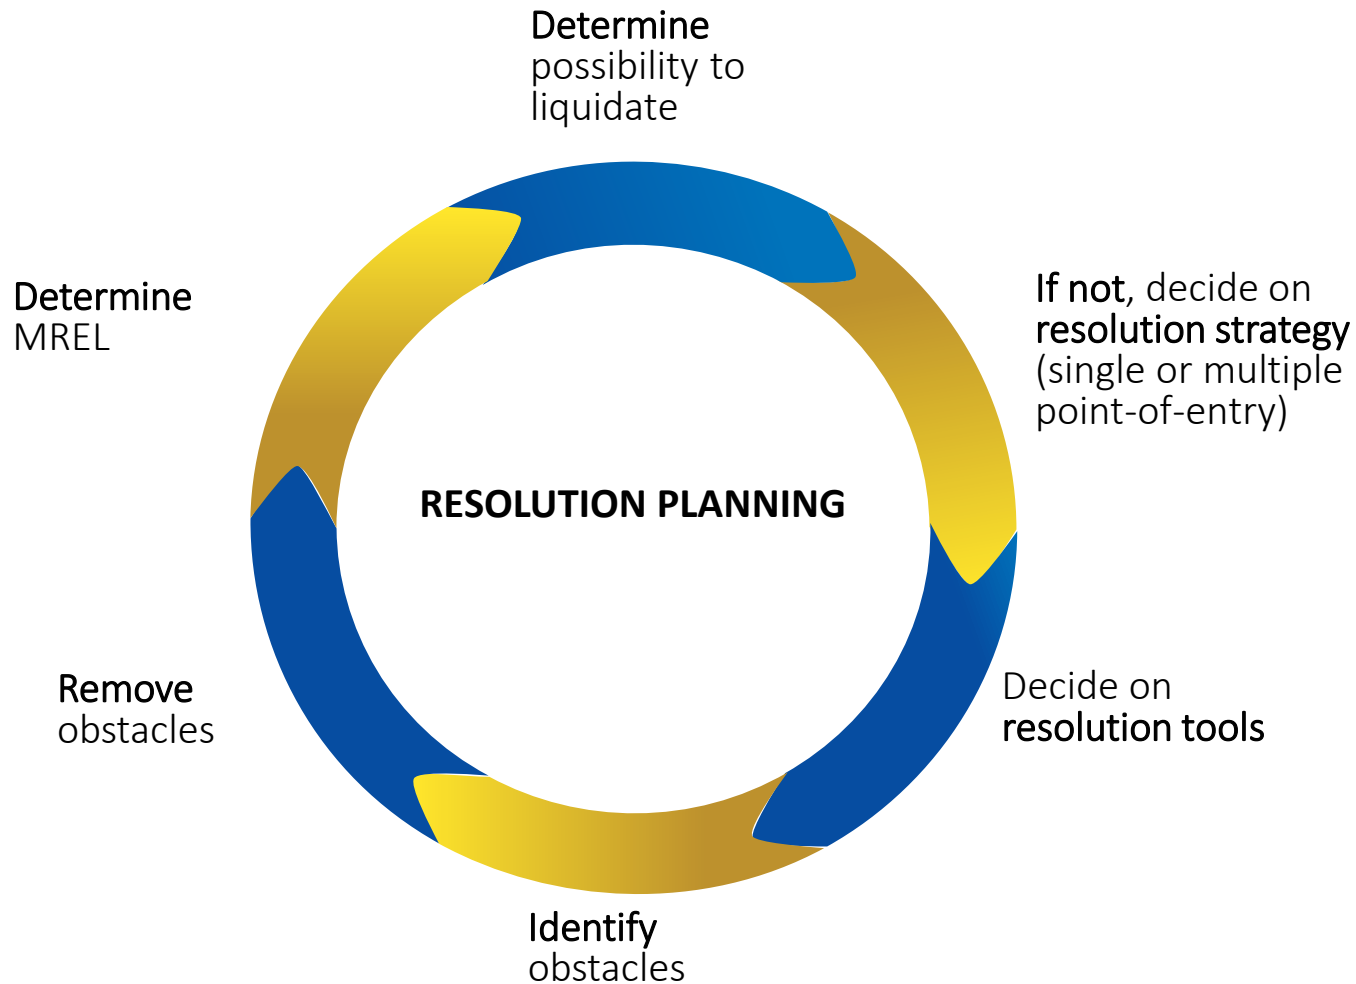 Determine
possibility to
liquidate
If not, decide on
resolution strategy
(single or multiple
point-of-entry)
Decide on
resolution tools
Identify
obstacles
Remove
obstacles
Determine
MREL
RESOLUTION PLANNING